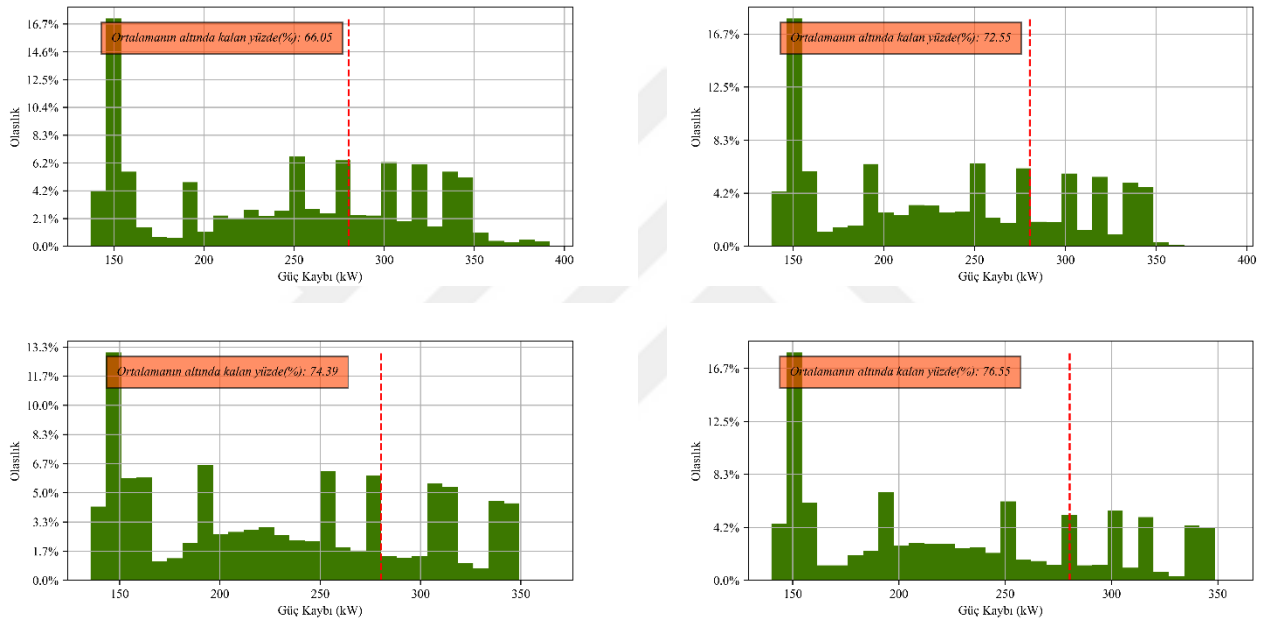 16.7%
14.6%
12.5%
10.4%
8.3%
6.2%
4.2%
2.1%
0.0%
Olasılık
Ortalamanın altında kalan yüzde(%): 66.05
150 200 250 300 350 400
Güç Kaybı (kW)
16.7%
12.5%
8.3%
4.2%
0.0%
Olasılık
Ortalamanın altında kalan yüzde(%): 72.55
150 200 250 300 350 400
Güç Kaybı (kW)
13.3%
11.7%
10.0%
8.3%
6.7%
5.0%
3.3%
1.7%
0.0%
Olasılık
Ortalamanın altında kalan yüzde(%): 74.39
150 200 250 300 350
Güç Kaybı (kW)
16.7%
12.5%
8.3%
4.2%
0.0%
Olasılık
Ortalamanın altında kalan yüzde(%): 76.55
150 200 250 300 350
Güç Kaybı (kW)